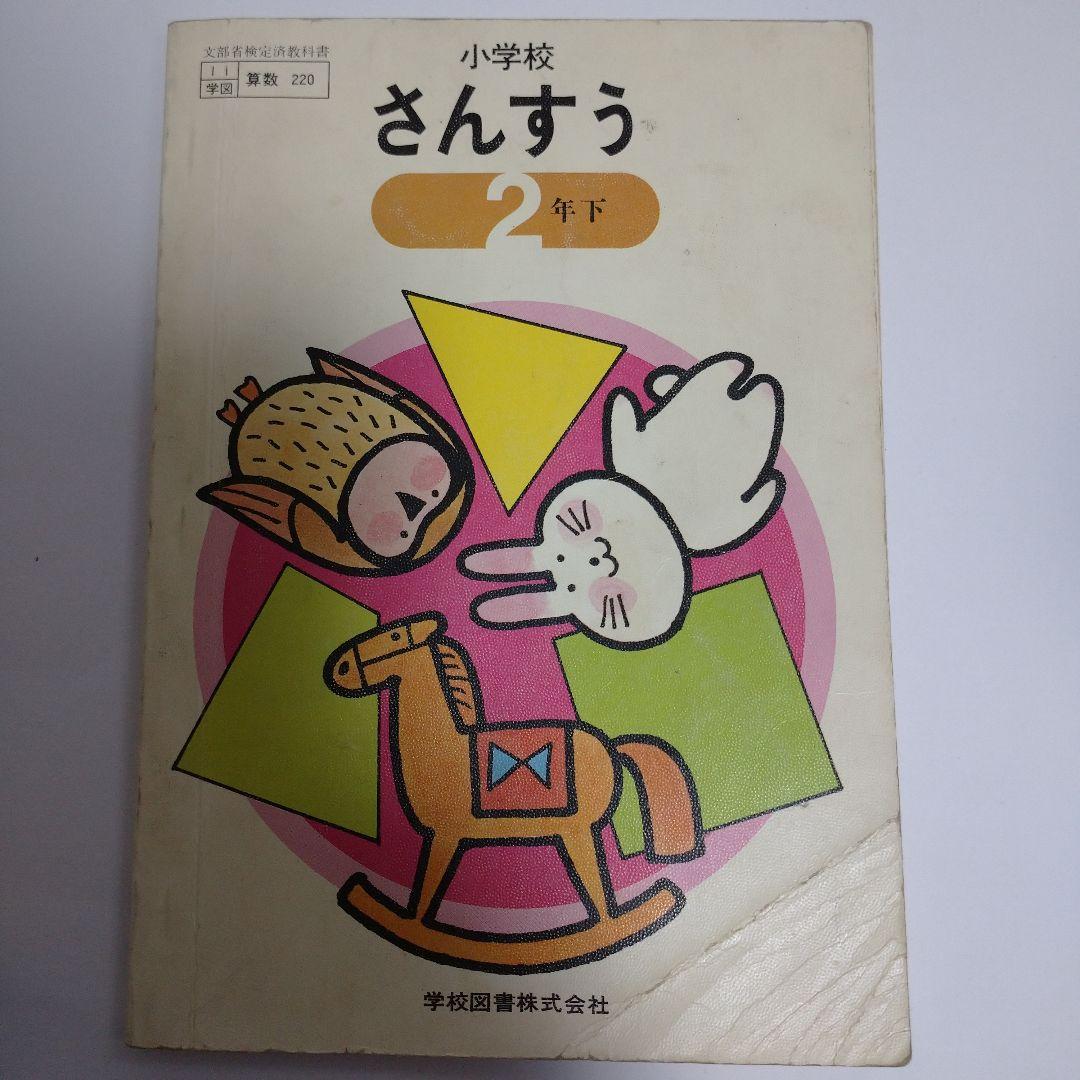 文部省検定済教科書
11
学図
算数 220
小学校
さんすう
2年下
学校図書株式会社